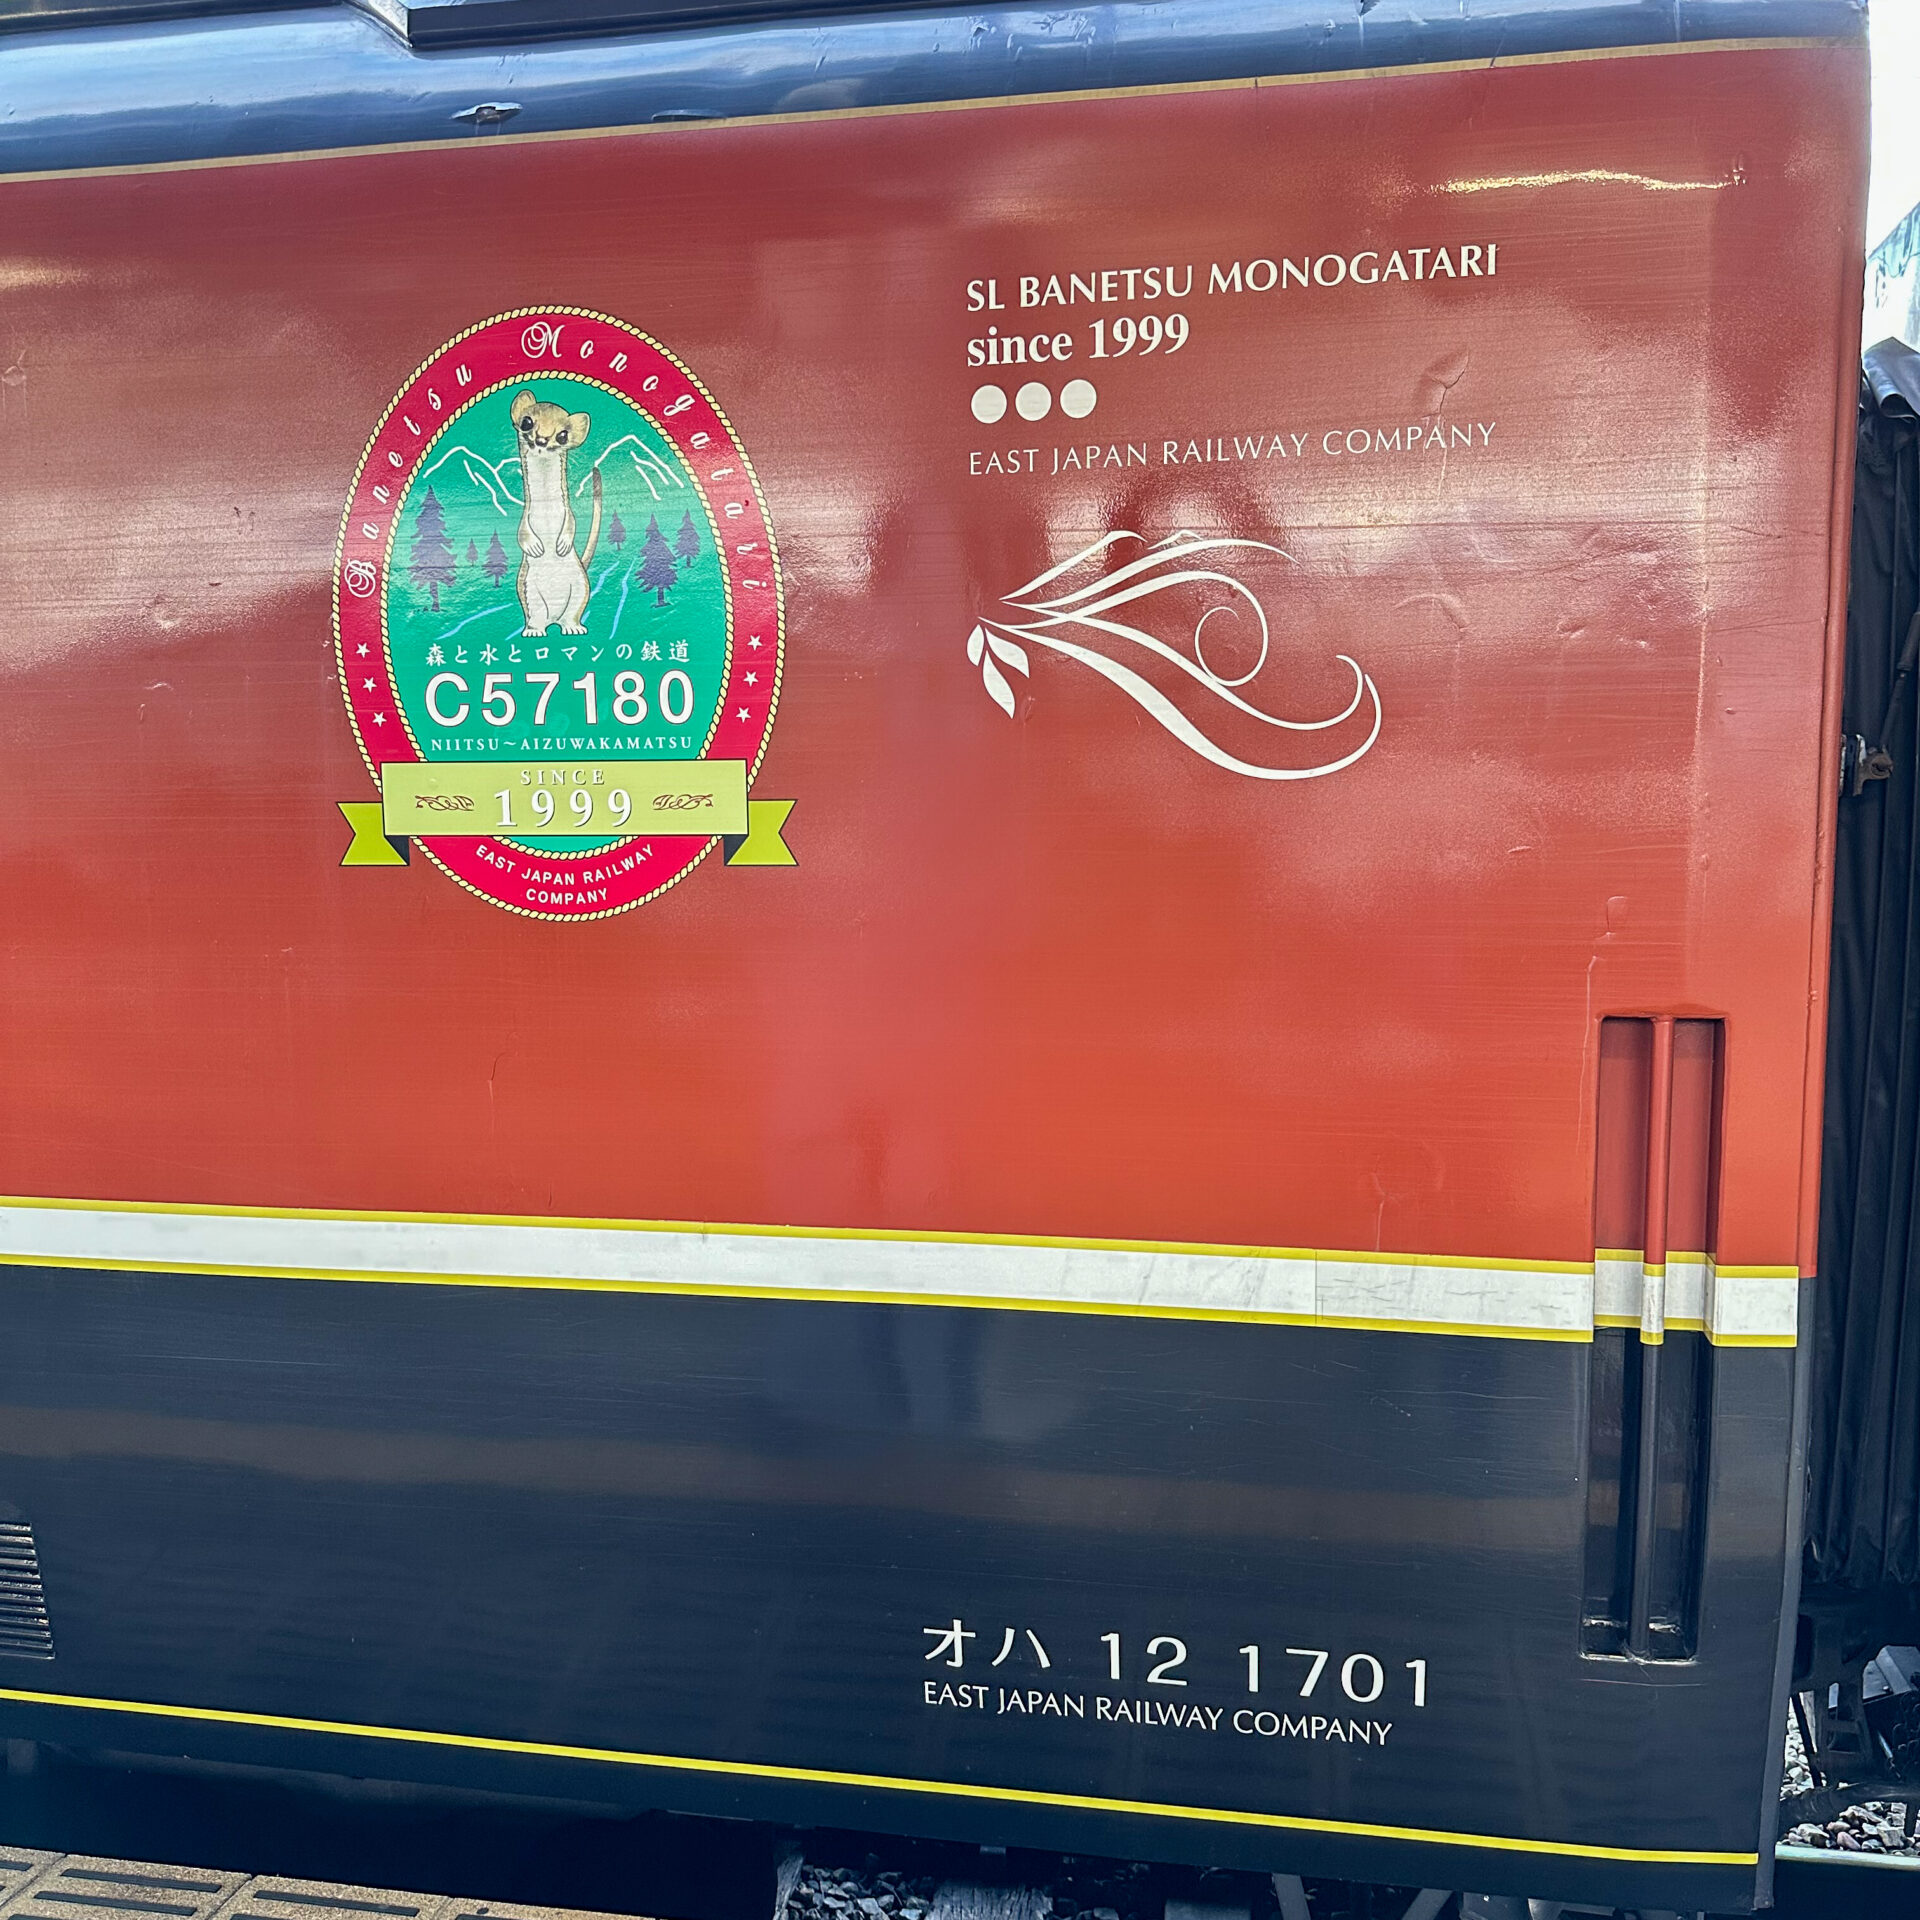 Banetsu Monogatari
森と水とロマンの鉄道
C57180
NIITSU~AIZUWAKAMATSU
SINCE
1999
EAST JAPAN RAILWAY
COMPANY
SL BANETSU MONOGATARI
since 1999
EAST JAPAN RAILWAY COMPANY
オハ 12 1701
EAST JAPAN RAILWAY COMPANY